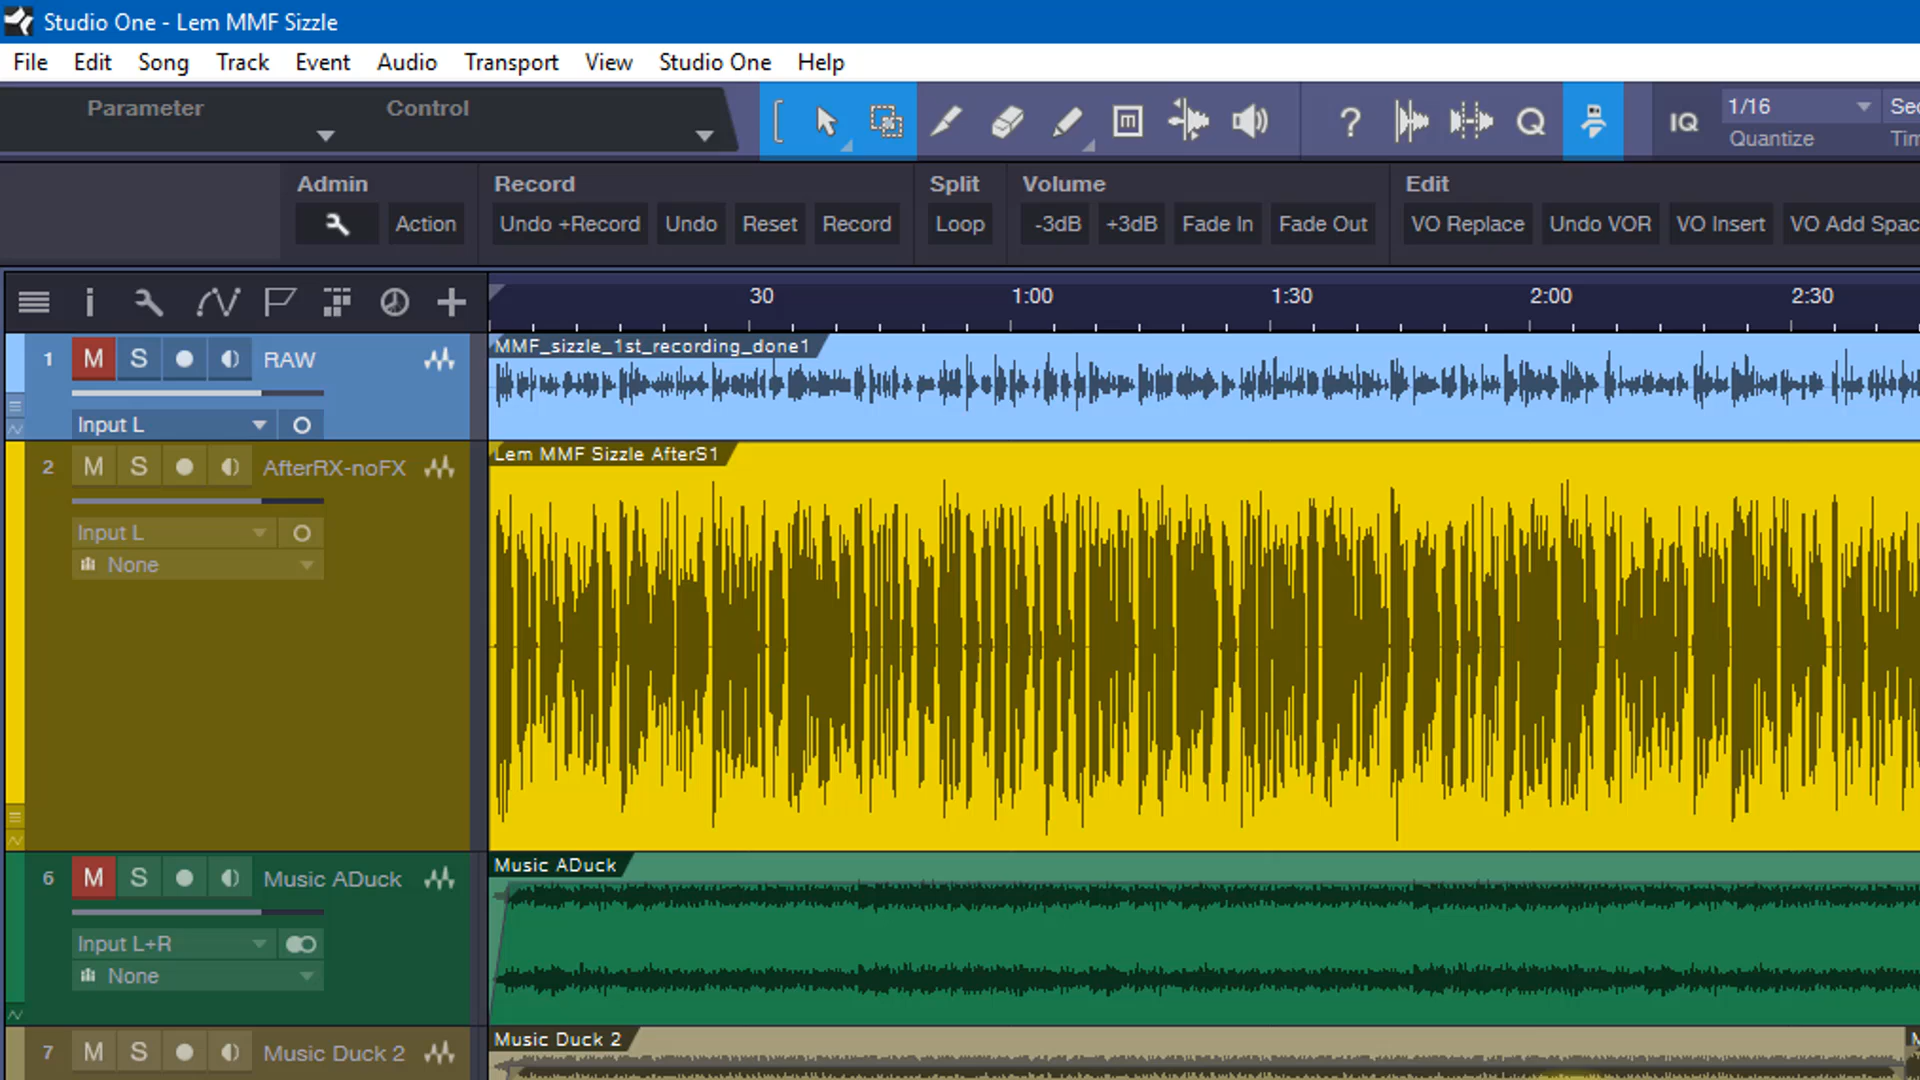 Studio One - Lem MMF Sizzle
File Edit Song Track Event Audio Transport View Studio One Help
Parameter Control
IQ 1/16
Quantize
Admin Record Split Volume Edit
Action Undo +Record Undo Reset Record Loop -3dB +3dB Fade In Fade Out VO Replace Undo VOR VO Insert VO Add Spac
30 1:00 1:30 2:00 2:30
1 M S RAW
MMF_sizzle_1st_recording_done1
Input L
2 M S AfterRX-noFX
Lem MMF Sizzle AfterS1
Input L
None
6 M S Music ADuck
Music ADuck
Input L+R
None
7 M S Music Duck 2
Music Duck 2